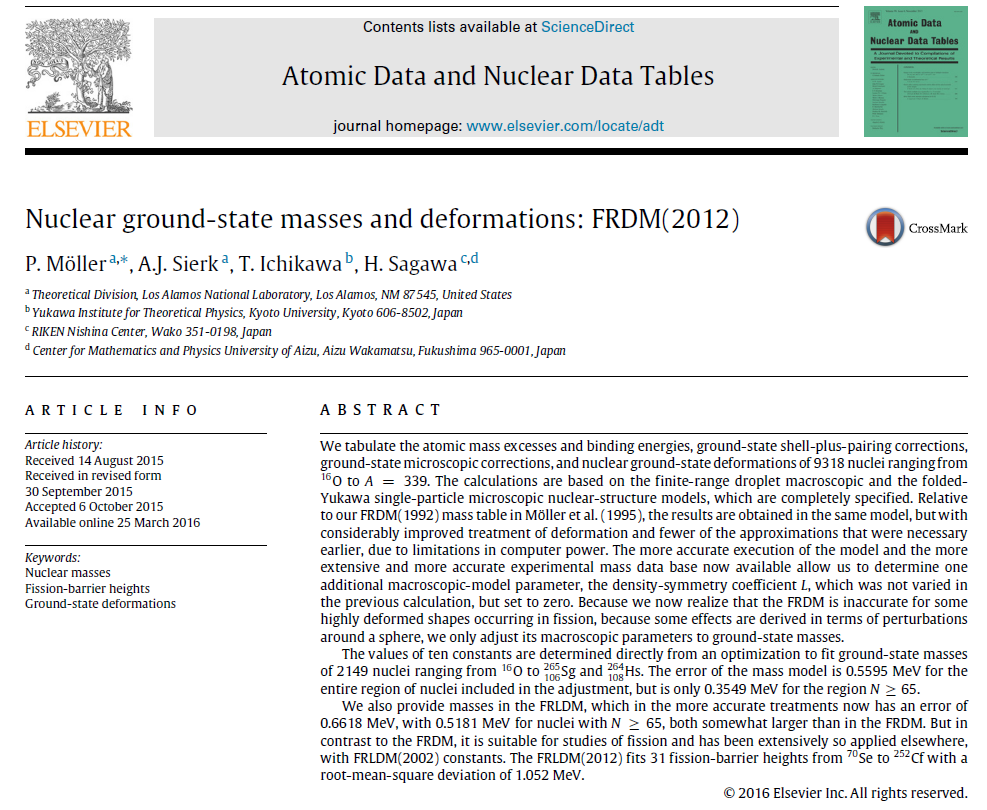 Contents lists available at ScienceDirect
Atomic Data and Nuclear Data Tables
journal homepage: www.elsevier.com/locate/adt
ELSEVIER
Atomic Data
AND
Nuclear Data Tables
Nuclear ground-state masses and deformations: FRDM(2012)
CrossMark
P. Möller a,*, A.J. Sierk a, T. Ichikawa b, H. Sagawa c,d
a Theoretical Division, Los Alamos National Laboratory, Los Alamos, NM 87545, United States
b Yukawa Institute for Theoretical Physics, Kyoto University, Kyoto 606-8502, Japan
c RIKEN Nishina Center, Wako 351-0198, Japan
d Center for Mathematics and Physics University of Aizu, Aizu Wakamatsu, Fukushima 965-0001, Japan
ARTICLE INFO
Article history:
Received 14 August 2015
Received in revised form
30 September 2015
Accepted 6 October 2015
Available online 25 March 2016
Keywords:
Nuclear masses
Fission-barrier heights
Ground-state deformations
ABSTRACT
We tabulate the atomic mass excesses and binding energies, ground-state shell-plus-pairing corrections,
ground-state microscopic corrections, and nuclear ground-state deformations of 9318 nuclei ranging from
16O to A = 339. The calculations are based on the finite-range droplet macroscopic and the folded-
Yukawa single-particle microscopic nuclear-structure models, which are completely specified. Relative
to our FRDM(1992) mass table in Möller et al. (1995), the results are obtained in the same model, but with
considerably improved treatment of deformation and fewer of the approximations that were necessary
earlier, due to limitations in computer power. The more accurate execution of the model and the more
extensive and more accurate experimental mass data base now available allow us to determine one
additional macroscopic-model parameter, the density-symmetry coefficient L, which was not varied in
the previous calculation, but set to zero. Because we now realize that the FRDM is inaccurate for some
highly deformed shapes occurring in fission, because some effects are derived in terms of perturbations
around a sphere, we only adjust its macroscopic parameters to ground-state masses.
The values of ten constants are determined directly from an optimization to fit ground-state masses
of 2149 nuclei ranging from 16O to 265 106Sg and 264 108Hs. The error of the mass model is 0.5595 MeV for the
entire region of nuclei included in the adjustment, but is only 0.3549 MeV for the region N ≥ 65.
We also provide masses in the FRLDM, which in the more accurate treatments now has an error of
0.6618 MeV, with 0.5181 MeV for nuclei with N ≥ 65, both somewhat larger than in the FRDM. But in
contrast to the FRDM, it is suitable for studies of fission and has been extensively so applied elsewhere,
with FRLDM(2002) constants. The FRLDM(2012) fits 31 fission-barrier heights from 70Se to 252Cf with a
root-mean-square deviation of 1.052 MeV.
© 2016 Elsevier Inc. All rights reserved.